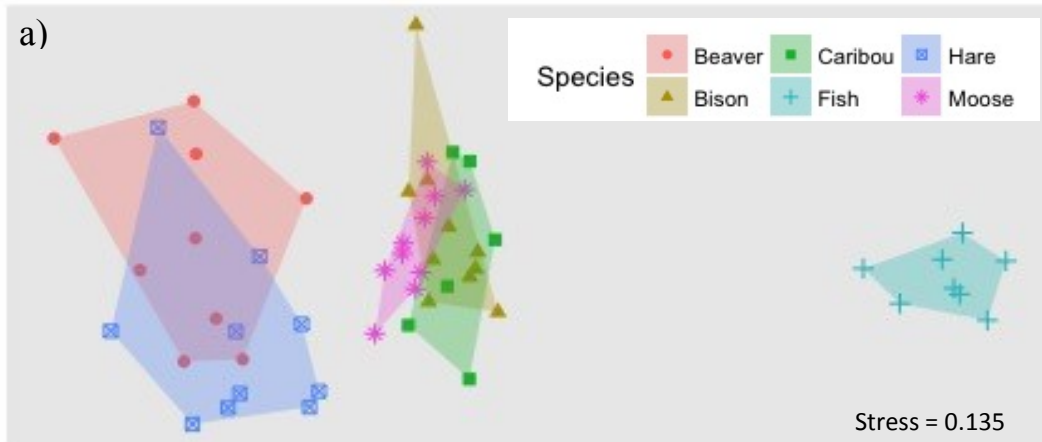 a)
Species Beaver Caribou Hare
Bison Fish Moose
Stress = 0.135